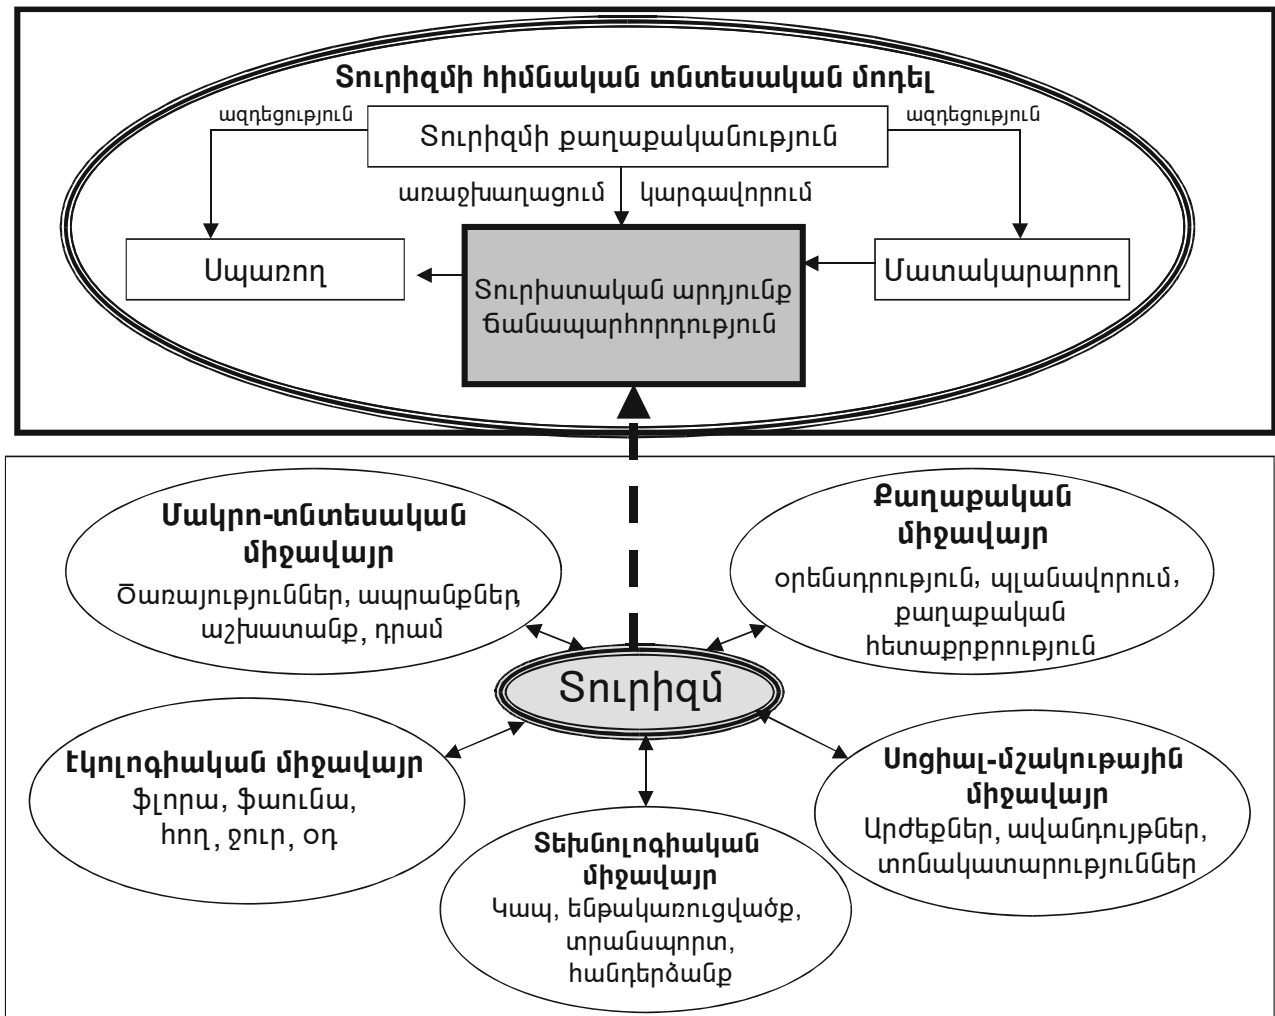 Տուրիզմի հիմնական տնտեսական մոդել
ազդեցություն
ազդեցություն
Տուրիզմի քաղաքականություն
առաջխաղացում կարգավորում
Սպառող
Տուրիստական արդյունք
ճանապարհորդություն
Մատակարարող
Մակրո-տնտեսական
միջավայր
Ծառայություններ, ապրանքներ,
աշխատանք, դրամ
Քաղաքական
միջավայր
օրենսդրություն, պլանավորում,
քաղաքական
հետաքրքրություն
Տուրիզմ
Էկոլոգիական միջավայր
ֆլորա, ֆաունա,
հող, ջուր, օդ
Տեխնոլոգիական
միջավայր
Կապ, ենթակառուցվածք,
տրանսպորտ,
հանդերձանք
Սոցիալ-մշակութային
միջավայր
Արժեքներ, ավանդույթներ,
տոնակատարություններ